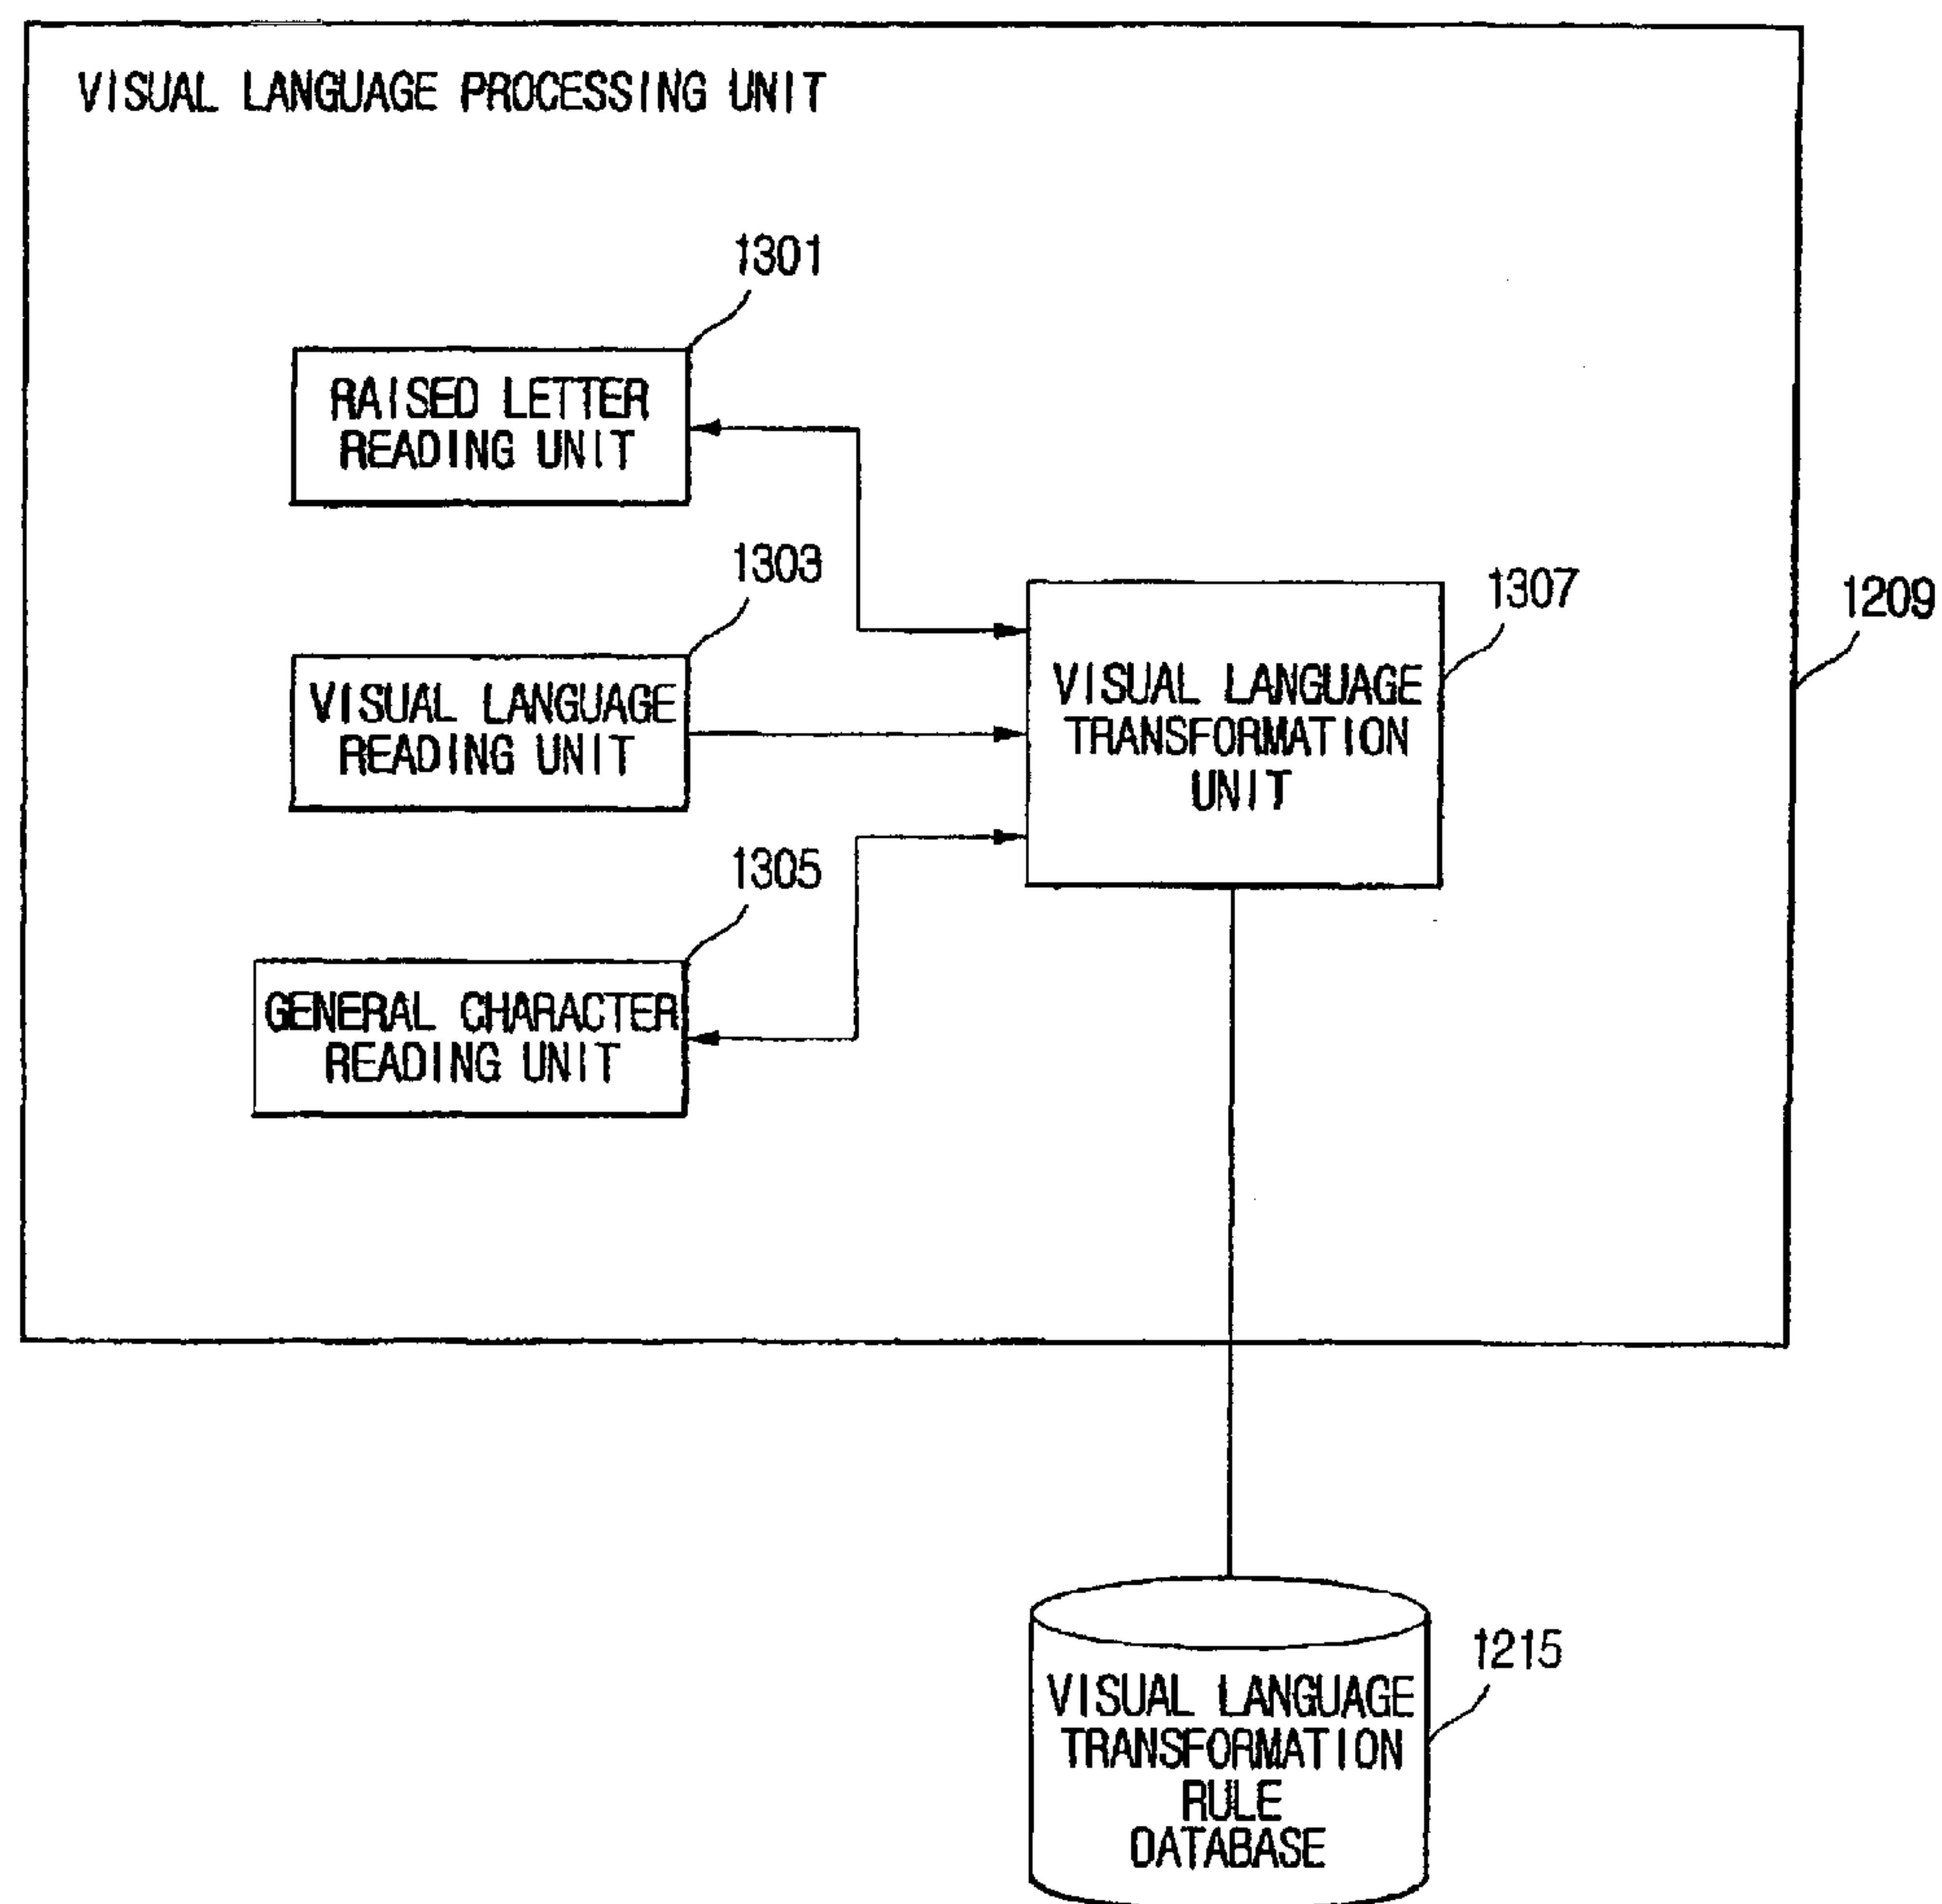 VISUAL LANGUAGE PROCESSING UNIT
1301
RAISED LETTER
READING UNIT
1303
VISUAL LANGUAGE
READING UNIT
1305
GENERAL CHARACTER
READING UNIT
1307
VISUAL LANGUAGE
TRANSFORMATION
UNIT
1209
1215
VISUAL LANGUAGE
TRANSFORMATION
RULE
DATABASE